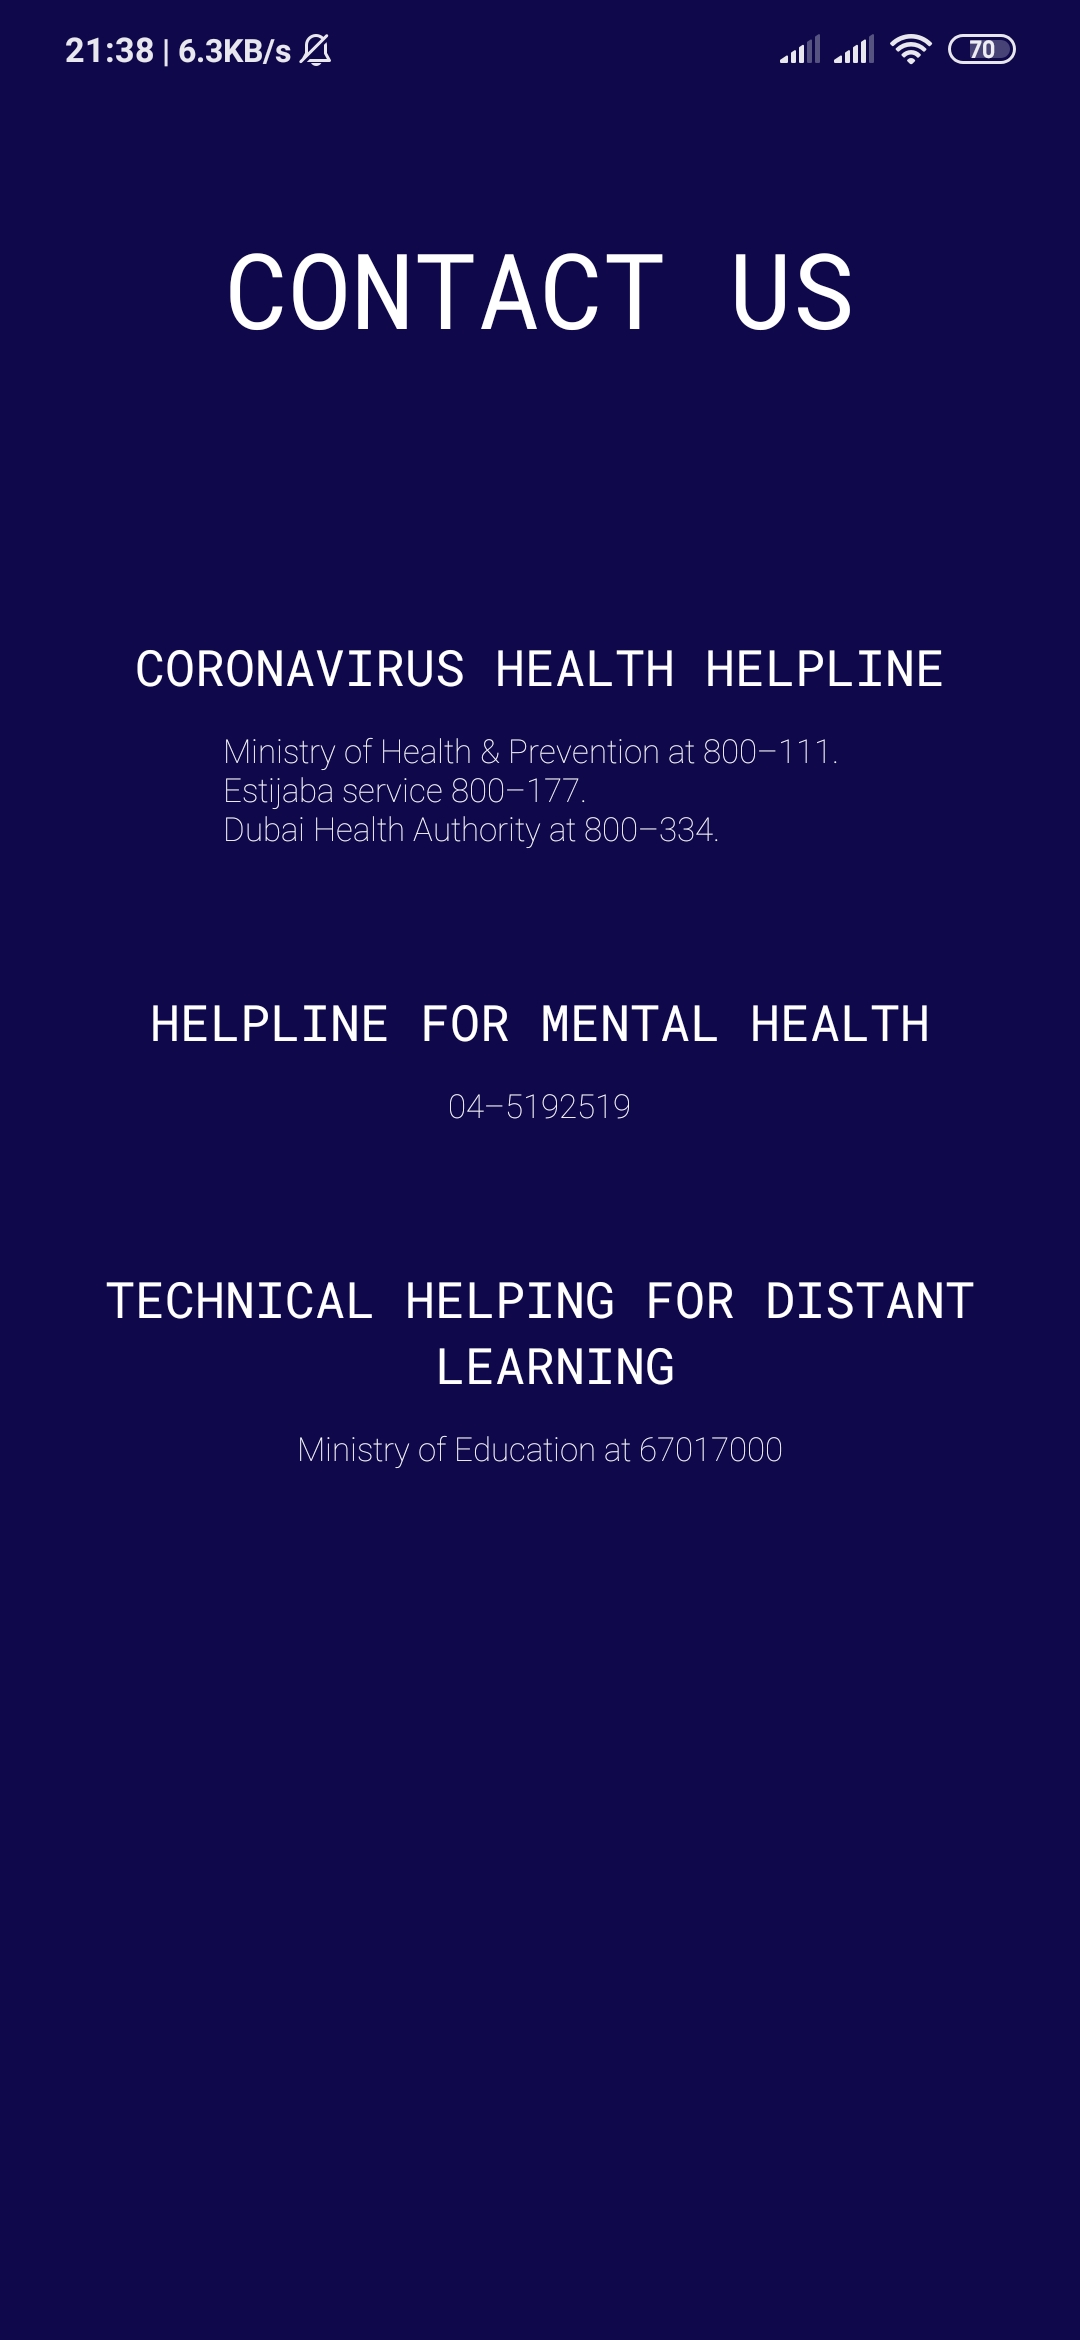 21:38 | 6.3KB/s 70
CONTACT US
CORONAVIRUS HEALTH HELPLINE
Ministry of Health & Prevention at 800–111.
Estijaba service 800–177.
Dubai Health Authority at 800–334.
HELPLINE FOR MENTAL HEALTH
04–5192519
TECHNICAL HELPING FOR DISTANT
LEARNING
Ministry of Education at 67017000